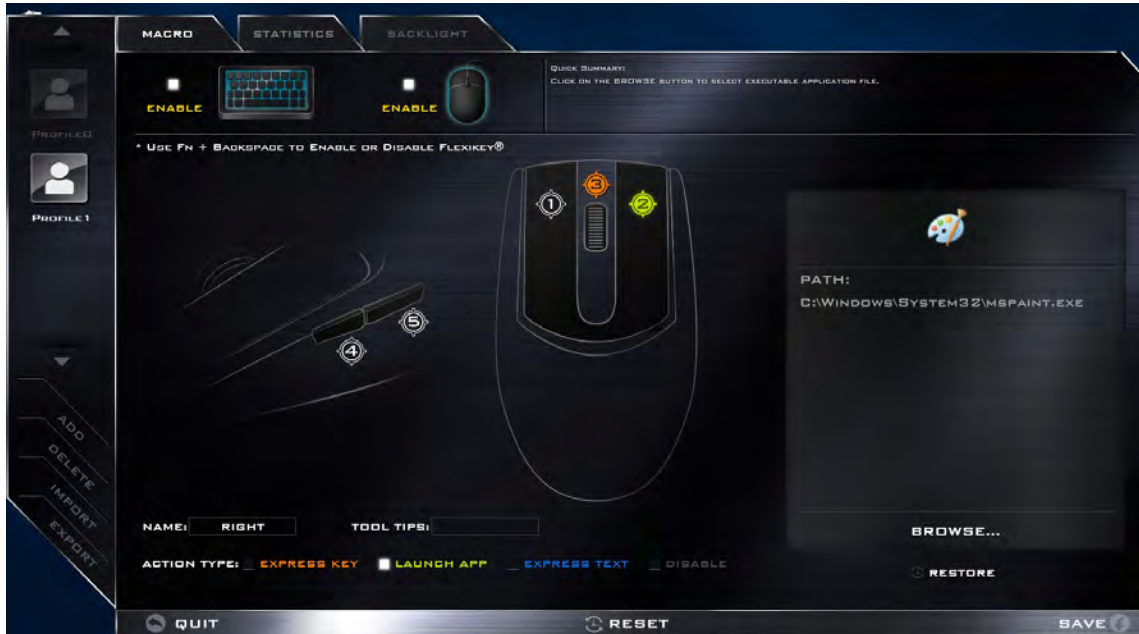 MACRO
STATISTICS
BACKLIGHT
ENABLE
ENABLE
QUICK SUMMARY:
CLICK ON THE BROWSE BUTTON TO SELECT EXECUTABLE APPLICATION FILE.
PROFILE0
PROFILE1
* USE FN + BACKSPACE TO ENABLE OR DISABLE FLEXIKEY®
1
3
2
5
4
PATH:
C:\WINDOWS\SYSTEM32\MSPAINT.EXE
ADD
DELETE
IMPORT
EXPORT
NAME: RIGHT TOOL TIPS:
BROWSE...
ACTION TYPE: EXPRESS KEY LAUNCH APP EXPRESS TEXT DISABLE
RESTORE
QUIT RESET SAVE